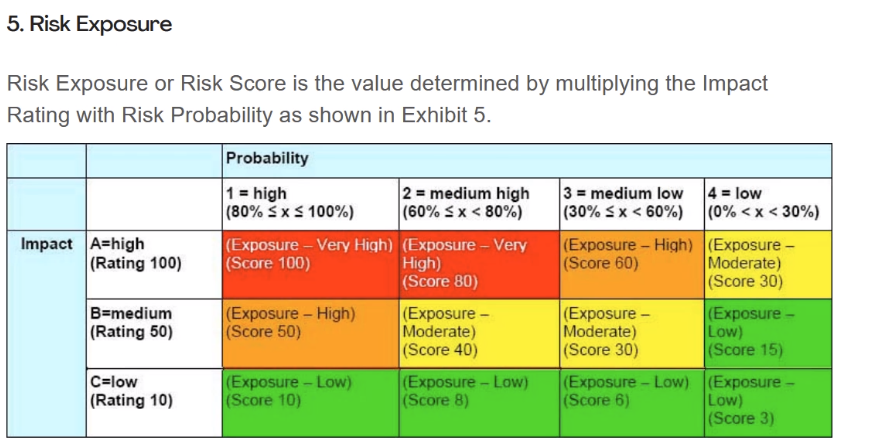 5. Risk Exposure
Risk Exposure or Risk Score is the value determined by multiplying the Impact
Rating with Risk Probability as shown in Exhibit 5.
Probability
1 = high
(80% ≤ x ≤ 100%)
2 = medium high
(60% ≤ x < 80%)
3 = medium low
(30% ≤ x < 60%)
4 = low
(0% < x < 30%)
Impact
A=high
(Rating 100)
(Exposure – Very High)
(Score 100)
(Exposure – Very
High)
(Score 80)
(Exposure – High)
(Score 60)
(Exposure –
Moderate)
(Score 30)
B=medium
(Rating 50)
(Exposure – High)
(Score 50)
(Exposure –
Moderate)
(Score 40)
(Exposure –
Moderate)
(Score 30)
(Exposure –
Low)
(Score 15)
C=low
(Rating 10)
(Exposure – Low)
(Score 10)
(Exposure – Low)
(Score 8)
(Exposure – Low)
(Score 6)
(Exposure –
Low)
(Score 3)